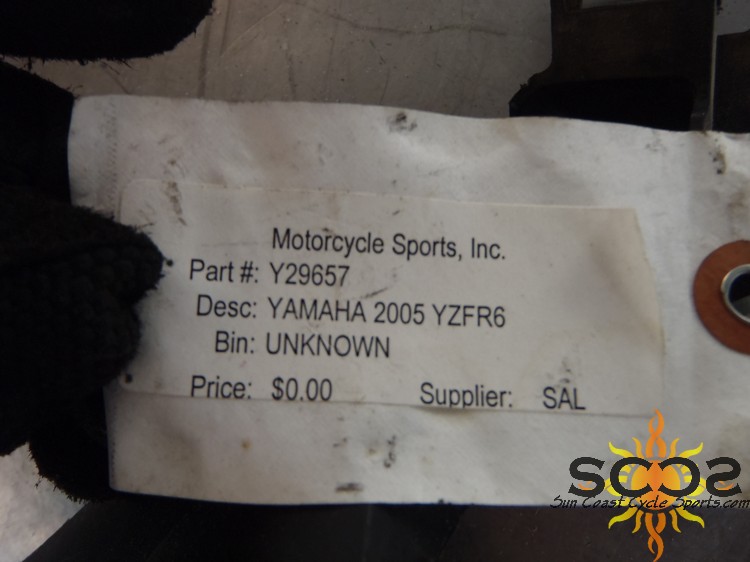 Motorcycle Sports, Inc.
Part #: Y29657
Desc: YAMAHA 2005 YZFR6
Bin: UNKNOWN
Price: $0.00 Supplier: SAL
SCCS
Sun Coast Cycle Sports.com